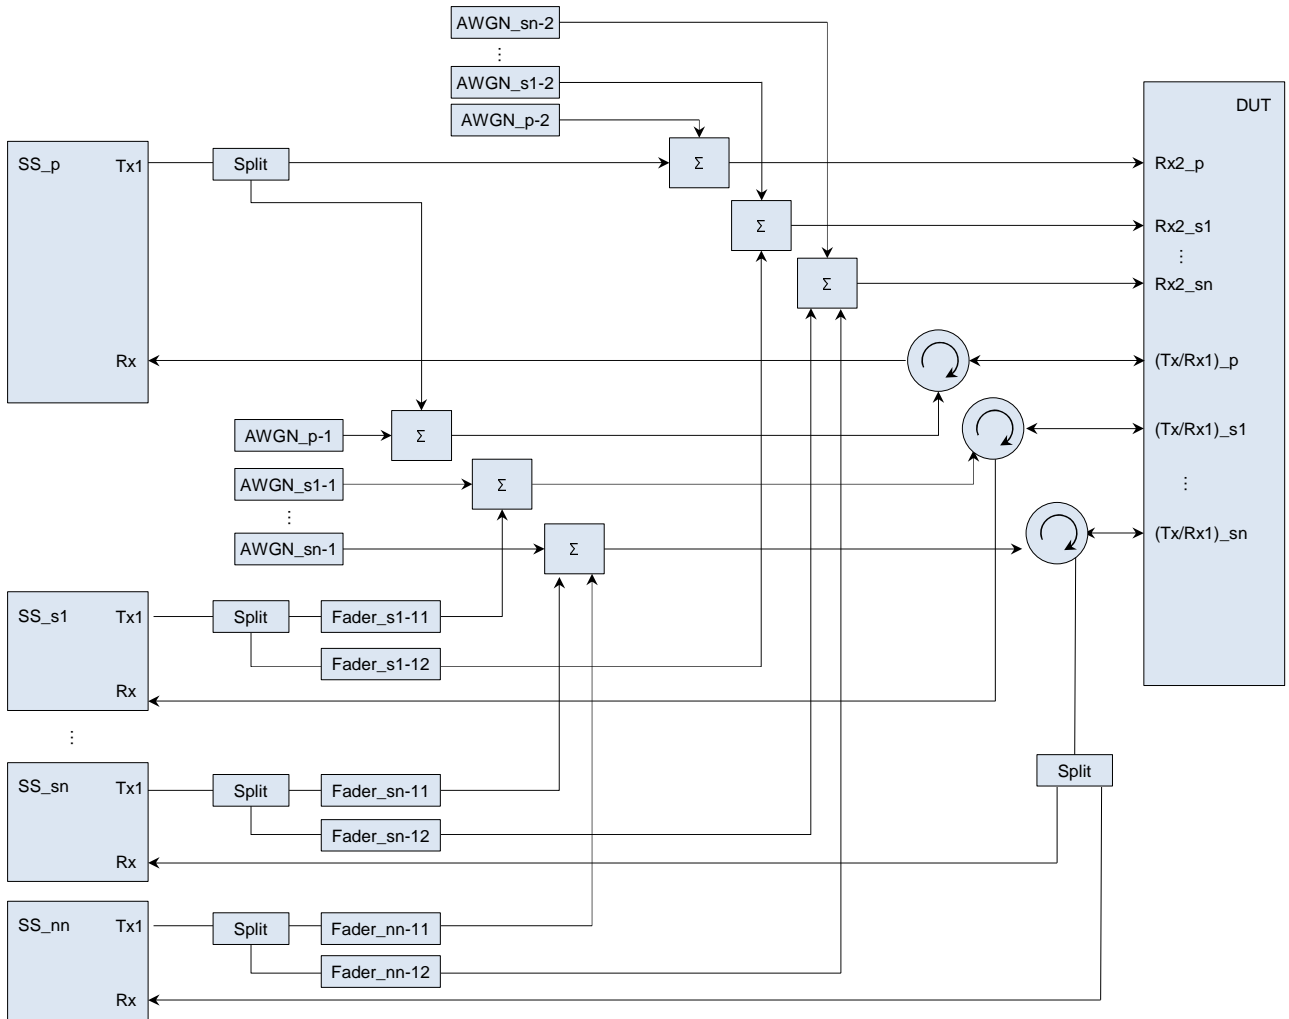 AWGN_sn-2
⋮
AWGN_s1-2
AWGN_p-2
DUT
SS_p
Tx1
Split
Σ
Rx2_p
Σ
Rx2_s1
⋮
Σ
Rx2_sn
Rx
(Tx/Rx1)_p
AWGN_p-1
Σ
(Tx/Rx1)_s1
AWGN_s1-1
Σ
⋮
⋮
AWGN_sn-1
Σ
(Tx/Rx1)_sn
SS_s1
Tx1
Split
Fader_s1-11
Fader_s1-12
Rx
⋮
Split
SS_sn
Tx1
Split
Fader_sn-11
Fader_sn-12
Rx
SS_nn
Tx1
Split
Fader_nn-11
Fader_nn-12
Rx